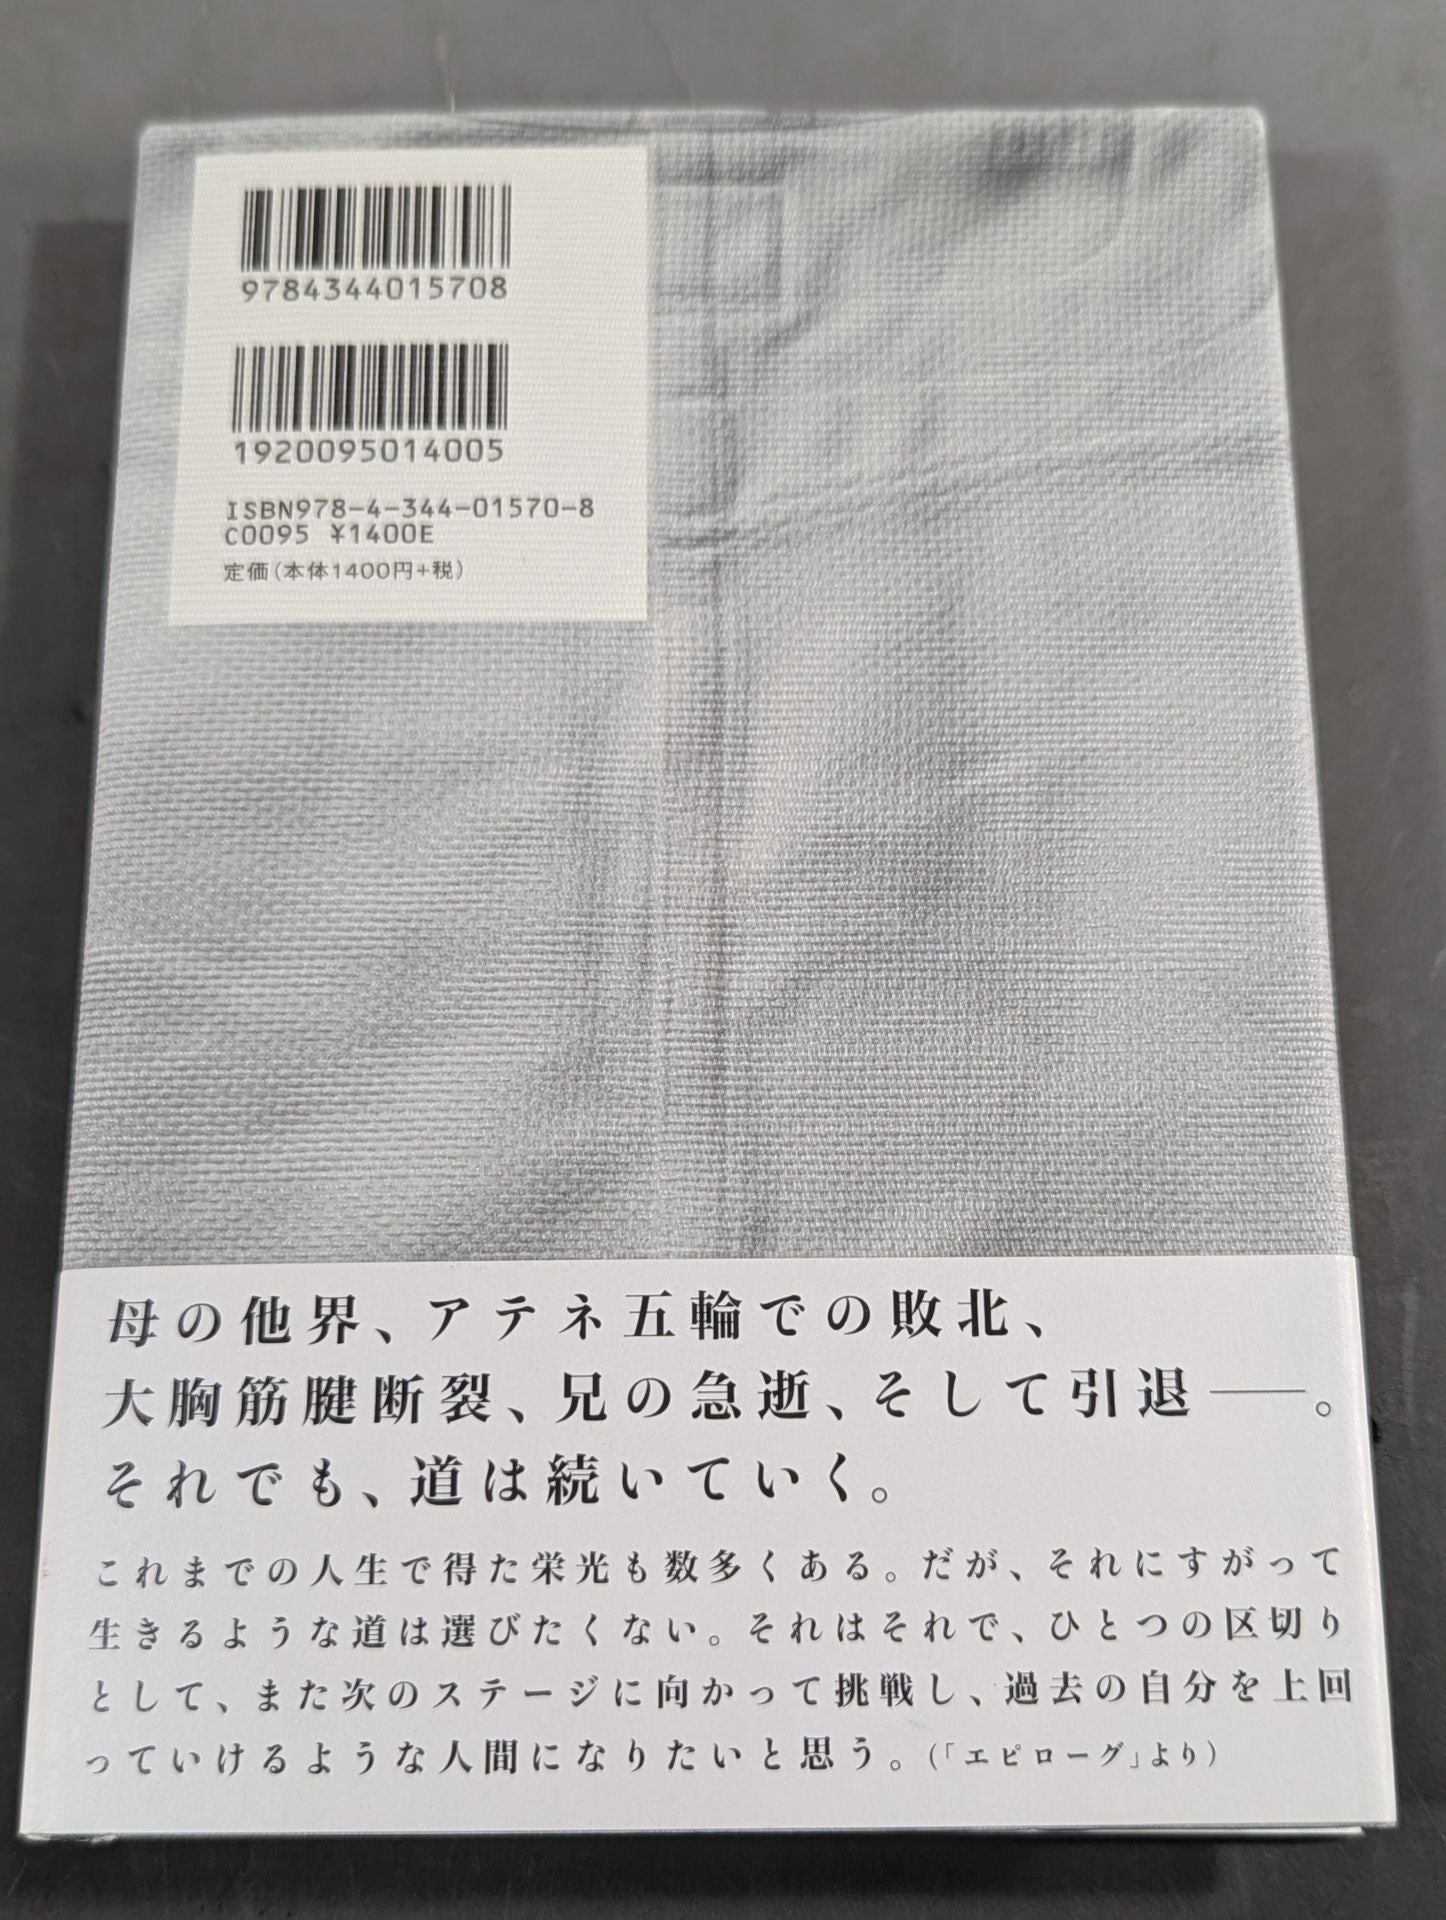 9784344015708
1920095014005
ISBN978-4-344-01570-8
C0095 ¥1400E
定価(本体1400円+税)
母の他界、アテネ五輪での敗北、
大胸筋腱断裂、兄の急逝、そして引退──。
それでも、道は続いていく。
これまでの人生で得た栄光も数多くある。だが、それにすがって
生きるような道は選びたくない。それはそれで、ひとつの区切り
として、また次のステージに向かって挑戦し、過去の自分を上回
っていけるような人間になりたいと思う。(「エピローグ」より)